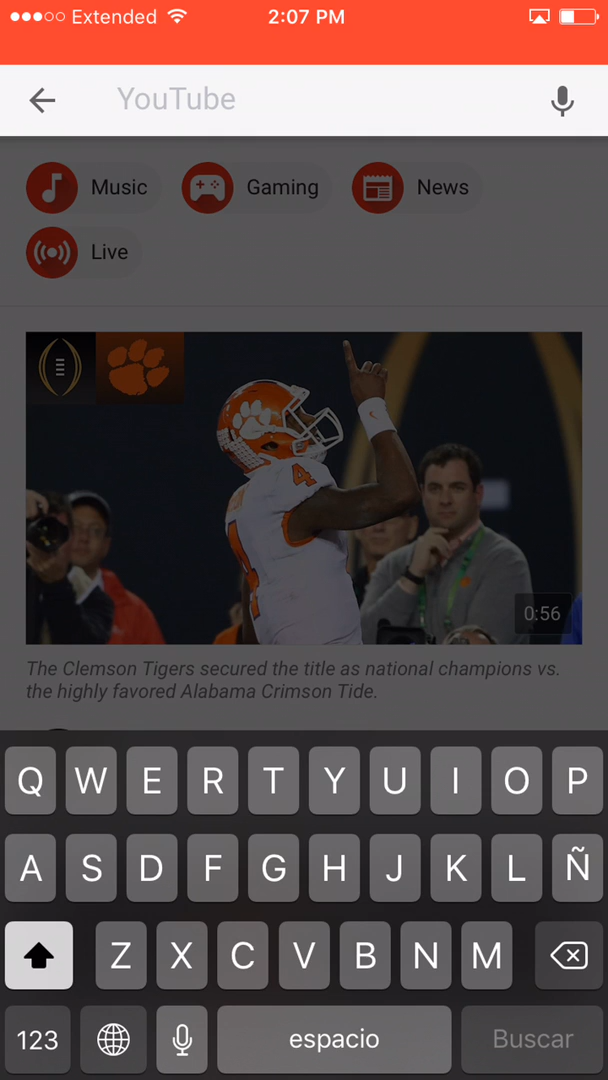 Extended 2:07 PM
YouTube
Music Gaming News
Live
4
4
0:56
The Clemson Tigers secured the title as national champions vs.
the highly favored Alabama Crimson Tide.
Q W E R T Y U I O P
A S D F G H J K L Ñ
Z X C V B N M
123 espacio Buscar